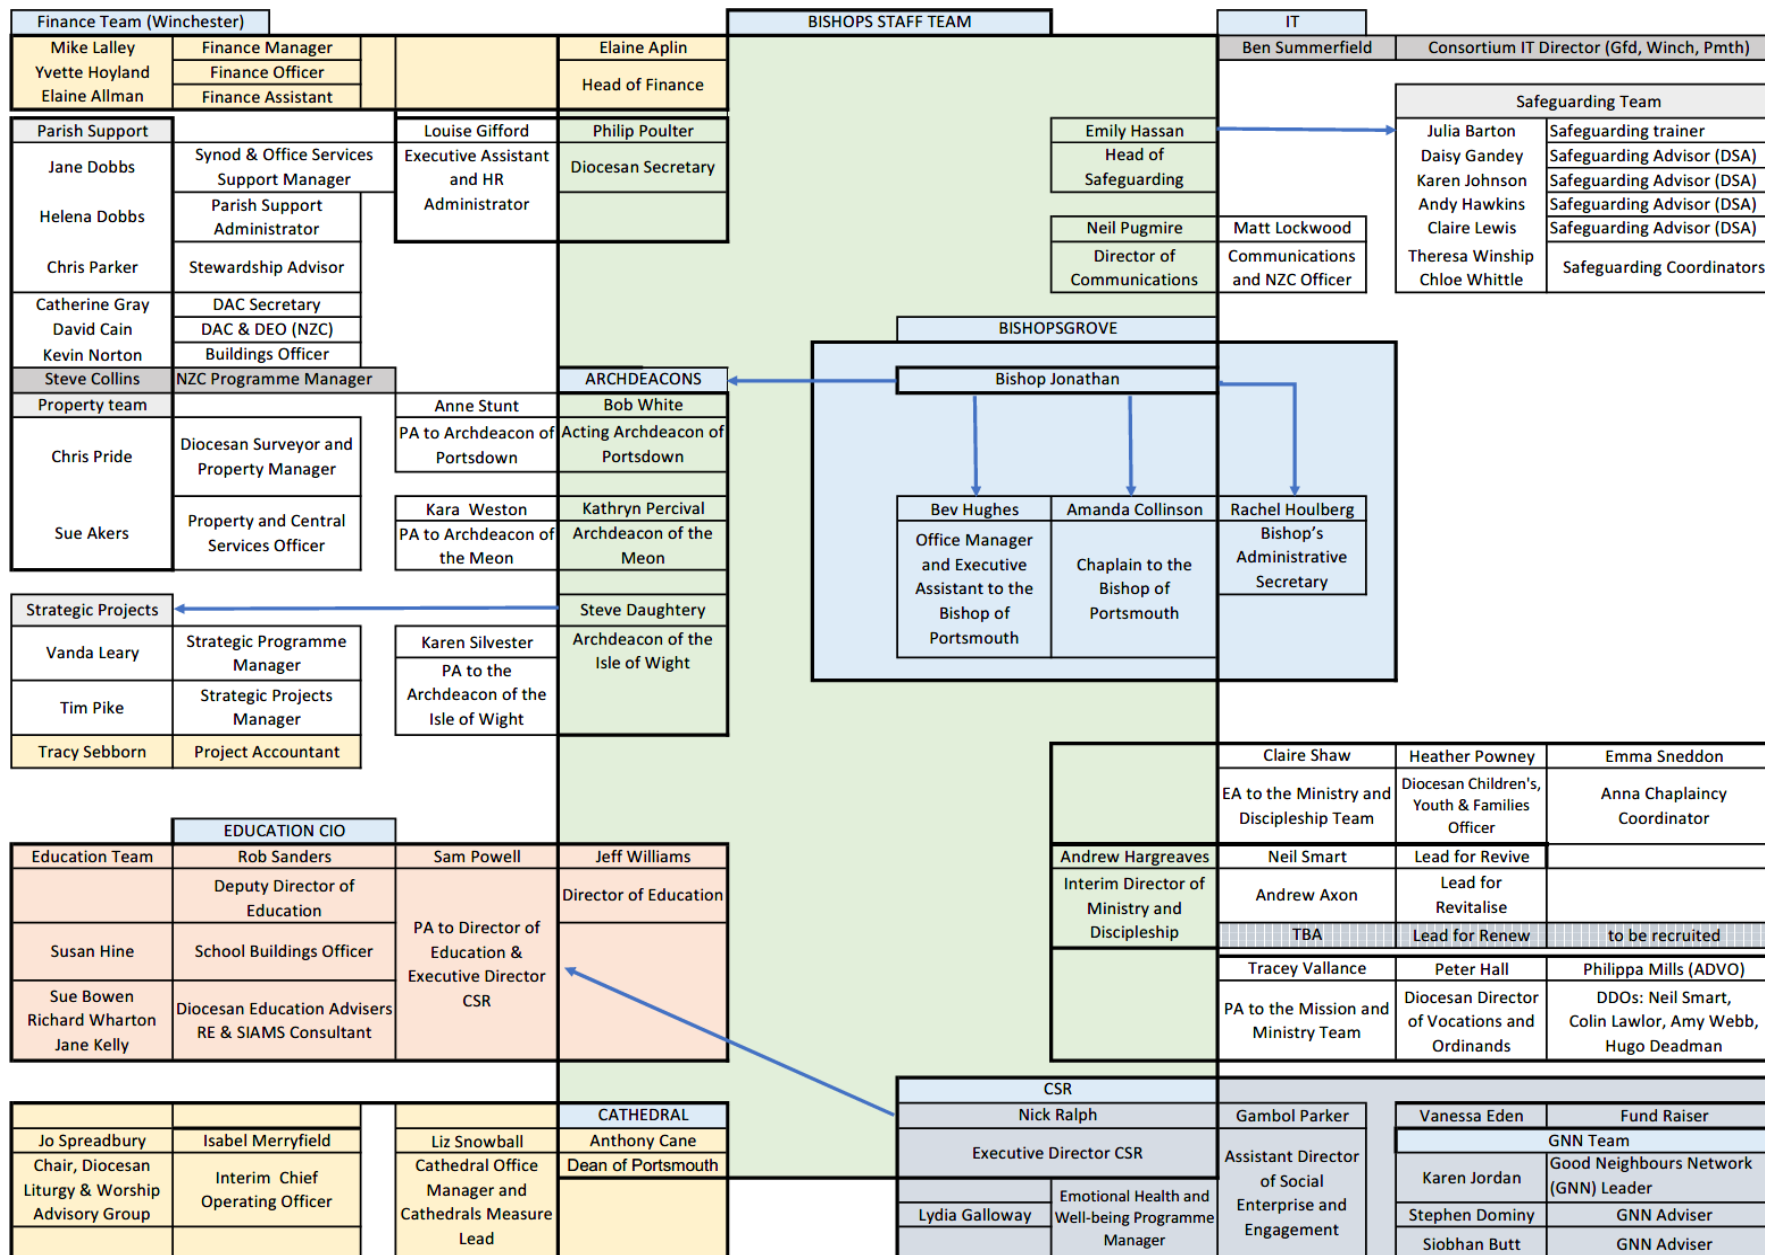 Finance Team (Winchester)
BISHOPS STAFF TEAM
IT
Mike Lalley
Finance Manager
Yvette Hoyland
Finance Officer
Elaine Allman
Finance Assistant
Elaine Aplin
Head of Finance
Ben Summerfield
Consortium IT Director (Gfd, Winch, Pmth)
Parish Support
Jane Dobbs
Synod & Office Services
Support Manager
Helena Dobbs
Parish Support
Administrator
Chris Parker
Stewardship Advisor
Catherine Gray
DAC Secretary
David Cain
DAC & DEO (NZC)
Kevin Norton
Buildings Officer
Steve Collins
NZC Programme Manager
Louise Gifford
Executive Assistant
and HR
Administrator
Philip Poulter
Diocesan Secretary
Emily Hassan
Head of
Safeguarding
Safeguarding Team
Julia Barton
Safeguarding trainer
Daisy Gandey
Safeguarding Advisor (DSA)
Karen Johnson
Safeguarding Advisor (DSA)
Andy Hawkins
Safeguarding Advisor (DSA)
Claire Lewis
Safeguarding Advisor (DSA)
Theresa Winship
Chloe Whittle
Safeguarding Coordinators
Neil Pugmire
Director of
Communications
Matt Lockwood
Communications
and NZC Officer
BISHOPSGROVE
Bishop Jonathan
Bev Hughes
Office Manager
and Executive
Assistant to the
Bishop of
Portsmouth
Amanda Collinson
Chaplain to the
Bishop of
Portsmouth
Rachel Houlberg
Bishop’s
Administrative
Secretary
Property team
Chris Pride
Diocesan Surveyor and
Property Manager
Sue Akers
Property and Central
Services Officer
ARCHDEACONS
Anne Stunt
PA to Archdeacon of
Portsdown
Bob White
Acting Archdeacon of
Portsdown
Kara Weston
PA to Archdeacon of
the Meon
Kathryn Percival
Archdeacon of the
Meon
Strategic Projects
Vanda Leary
Strategic Programme
Manager
Tim Pike
Strategic Projects
Manager
Tracy Sebborn
Project Accountant
Karen Silvester
PA to the
Archdeacon of the
Isle of Wight
Steve Daughtery
Archdeacon of the
Isle of Wight
Claire Shaw
EA to the Ministry and
Discipleship Team
Heather Powney
Diocesan Children's,
Youth & Families
Officer
Emma Sneddon
Anna Chaplaincy
Coordinator
Andrew Hargreaves
Interim Director of
Ministry and
Discipleship
Neil Smart
Lead for Revive
Andrew Axon
Lead for
Revitalise
TBA
Lead for Renew
to be recruited
Tracey Vallance
PA to the Mission and
Ministry Team
Peter Hall
Diocesan Director
of Vocations and
Ordinands
Philippa Mills (ADVO)
DDOs: Neil Smart,
Colin Lawlor, Amy Webb,
Hugo Deadman
EDUCATION CIO
Education Team
Rob Sanders
Deputy Director of
Education
Susan Hine
School Buildings Officer
Sue Bowen
Richard Wharton
Jane Kelly
Diocesan Education Advisers
RE & SIAMS Consultant
Sam Powell
PA to Director of
Education &
Executive Director
CSR
Jeff Williams
Director of Education
CATHEDRAL
Jo Spreadbury
Chair, Diocesan
Liturgy & Worship
Advisory Group
Isabel Merryfield
Interim Chief
Operating Officer
Liz Snowball
Cathedral Office
Manager and
Cathedrals Measure
Lead
Anthony Cane
Dean of Portsmouth
CSR
Nick Ralph
Executive Director CSR
Lydia Galloway
Emotional Health and
Well-being Programme
Manager
Gambol Parker
Assistant Director
of Social
Enterprise and
Engagement
Vanessa Eden
Fund Raiser
GNN Team
Karen Jordan
Good Neighbours Network
(GNN) Leader
Stephen Dominy
GNN Adviser
Siobhan Butt
GNN Adviser